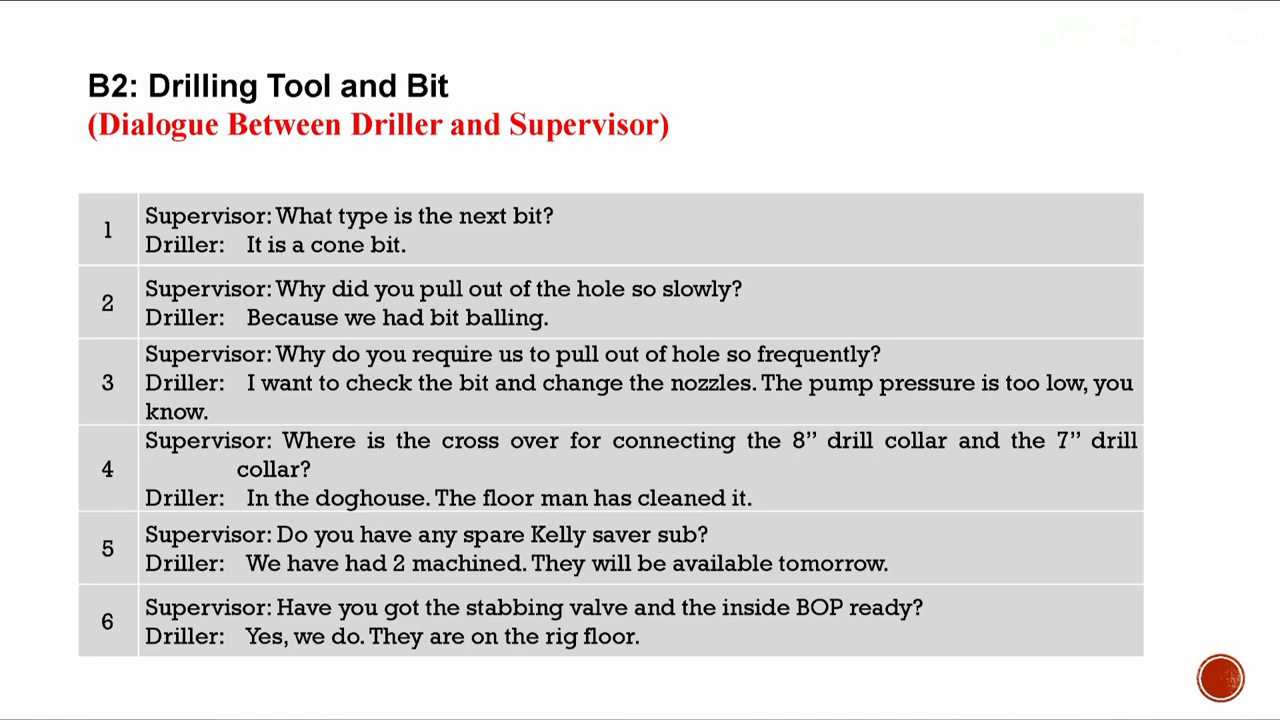 VEED.IO
B2: Drilling Tool and Bit
(Dialogue Between Driller and Supervisor)
1
Supervisor: What type is the next bit?
Driller: It is a cone bit.
2
Supervisor: Why did you pull out of the hole so slowly?
Driller: Because we had bit balling.
3
Supervisor: Why do you require us to pull out of hole so frequently?
Driller: I want to check the bit and change the nozzles. The pump pressure is too low, you
know.
4
Supervisor: Where is the cross over for connecting the 8” drill collar and the 7” drill
collar?
Driller: In the doghouse. The floor man has cleaned it.
5
Supervisor: Do you have any spare Kelly saver sub?
Driller: We have had 2 machined. They will be available tomorrow.
6
Supervisor: Have you got the stabbing valve and the inside BOP ready?
Driller: Yes, we do. They are on the rig floor.